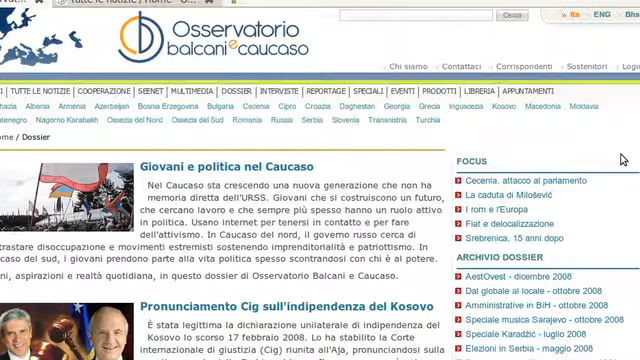 Tutte le notizie / Home - O...
Osservatorio
balcani e caucaso
Cerca
Ita ENG Bhs
Chi siamo Contattaci Corrispondenti Sostenitori Login
TUTTE LE NOTIZIE COOPERAZIONE SEENET MULTIMEDIA DOSSIER INTERVISTE REPORTAGE SPECIALI EVENTI PRODOTTI LIBRERIA APPUNTAMENTI
hazia Albania Armenia Azerbaijan Bosnia Erzegovina Bulgaria Cecenia Cipro Croazia Daghestan Georgia Grecia Inguscezia Kosovo Macedonia Moldavia
tenegro Nagorno Karabakh Ossezia del Nord Ossezia del Sud Romania Russia Serbia Slovenia Transnistria Turchia
ome / Dossier
Giovani e politica nel Caucaso
Nel Caucaso sta crescendo una nuova generazione che non ha
memoria diretta dell'URSS. Giovani che si costruiscono un futuro,
che cercano lavoro e che sempre più spesso hanno un ruolo attivo
in politica. Usano internet per tenersi in contatto e per fare
dell'attivismo. In Caucaso del nord, il governo russo cerca di
trastare disoccupazione e movimenti estremisti sostenendo imprenditorialità e patriottismo. In
caso del sud, i giovani prendono parte alla vita politica spesso scontrandosi con chi è al potere.
ni, aspirazioni e realtà quotidiana, in questo dossier di Osservatorio Balcani e Caucaso.
Pronunciamento Cig sull'indipendenza del Kosovo
È stata legittima la dichiarazione unilaterale di indipendenza del
Kosovo lo scorso 17 febbraio 2008. Lo ha stabilito la Corte
internazionale di giustizia (Cig) riunita all'Aja, pronunciandosi sulla
FOCUS
Cecenia, attacco al parlamento
La caduta di Milošević
I rom e l'Europa
Fiat e delocalizzazione
Srebrenica, 15 anni dopo
ARCHIVIO DOSSIER
AestOvest - dicembre 2008
Dal globale al locale - ottobre 2008
Amministrative in BiH - ottobre 2008
Speciale musica Sarajevo - ottobre 2008
Speciale Karadžić - luglio 2008
Elezioni in Serbia - maggio 2008